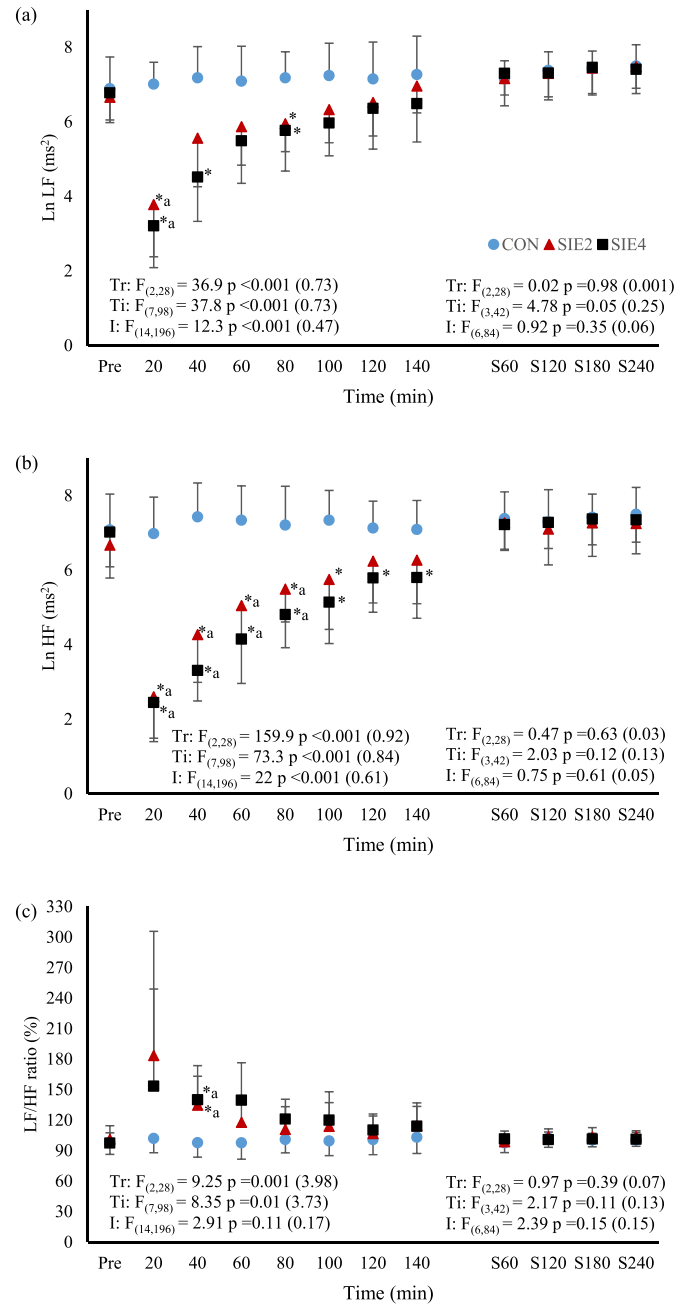 (a)
8
6
4
2
0
Ln LF (ms²)
*a
*a
*
*
*
CON SIE2 SIE4
Tr: F(2,28) = 36.9 p <0.001 (0.73)
Ti: F(7,98) = 37.8 p <0.001 (0.73)
I: F(14,196) = 12.3 p <0.001 (0.47)
Tr: F(2,28) = 0.02 p =0.98 (0.001)
Ti: F(3,42) = 4.78 p =0.05 (0.25)
I: F(6,84) = 0.92 p =0.35 (0.06)
Pre 20 40 60 80 100 120 140 S60 S120 S180 S240
Time (min)
(b)
8
6
4
2
0
Ln HF (ms²)
*a
*a
*a
*a
*a
*a
*a
*a
*
*
*
*
Tr: F(2,28) = 159.9 p <0.001 (0.92)
Ti: F(7,98) = 73.3 p <0.001 (0.84)
I: F(14,196) = 22 p <0.001 (0.61)
Tr: F(2,28) = 0.47 p =0.63 (0.03)
Ti: F(3,42) = 2.03 p =0.12 (0.13)
I: F(6,84) = 0.75 p =0.61 (0.05)
Pre 20 40 60 80 100 120 140 S60 S120 S180 S240
Time (min)
(c)
330
300
270
240
210
180
150
120
90
60
30
0
LF/HF ratio (%)
*a
*a
Tr: F(2,28) = 9.25 p =0.001 (3.98)
Ti: F(7,98) = 8.35 p =0.01 (3.73)
I: F(14,196) = 2.91 p =0.11 (0.17)
Tr: F(2,28) = 0.97 p =0.39 (0.07)
Ti: F(3,42) = 2.17 p =0.11 (0.13)
I: F(6,84) = 2.39 p =0.15 (0.15)
Pre 20 40 60 80 100 120 140 S60 S120 S180 S240
Time (min)